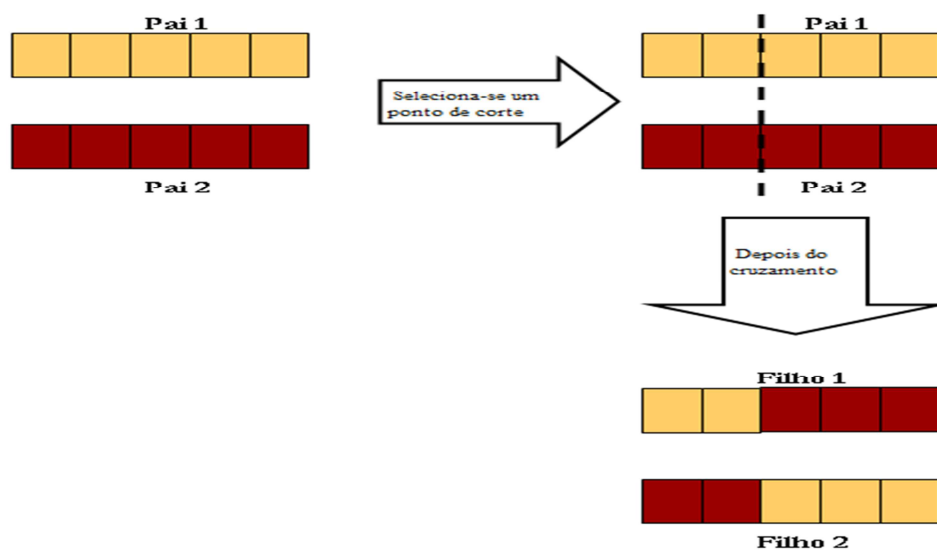 Pai 1
Pai 2
Seleciona-se um
ponto de corte
Pai 1
Pai 2
Depois do
cruzamento
Filho 1
Filho 2